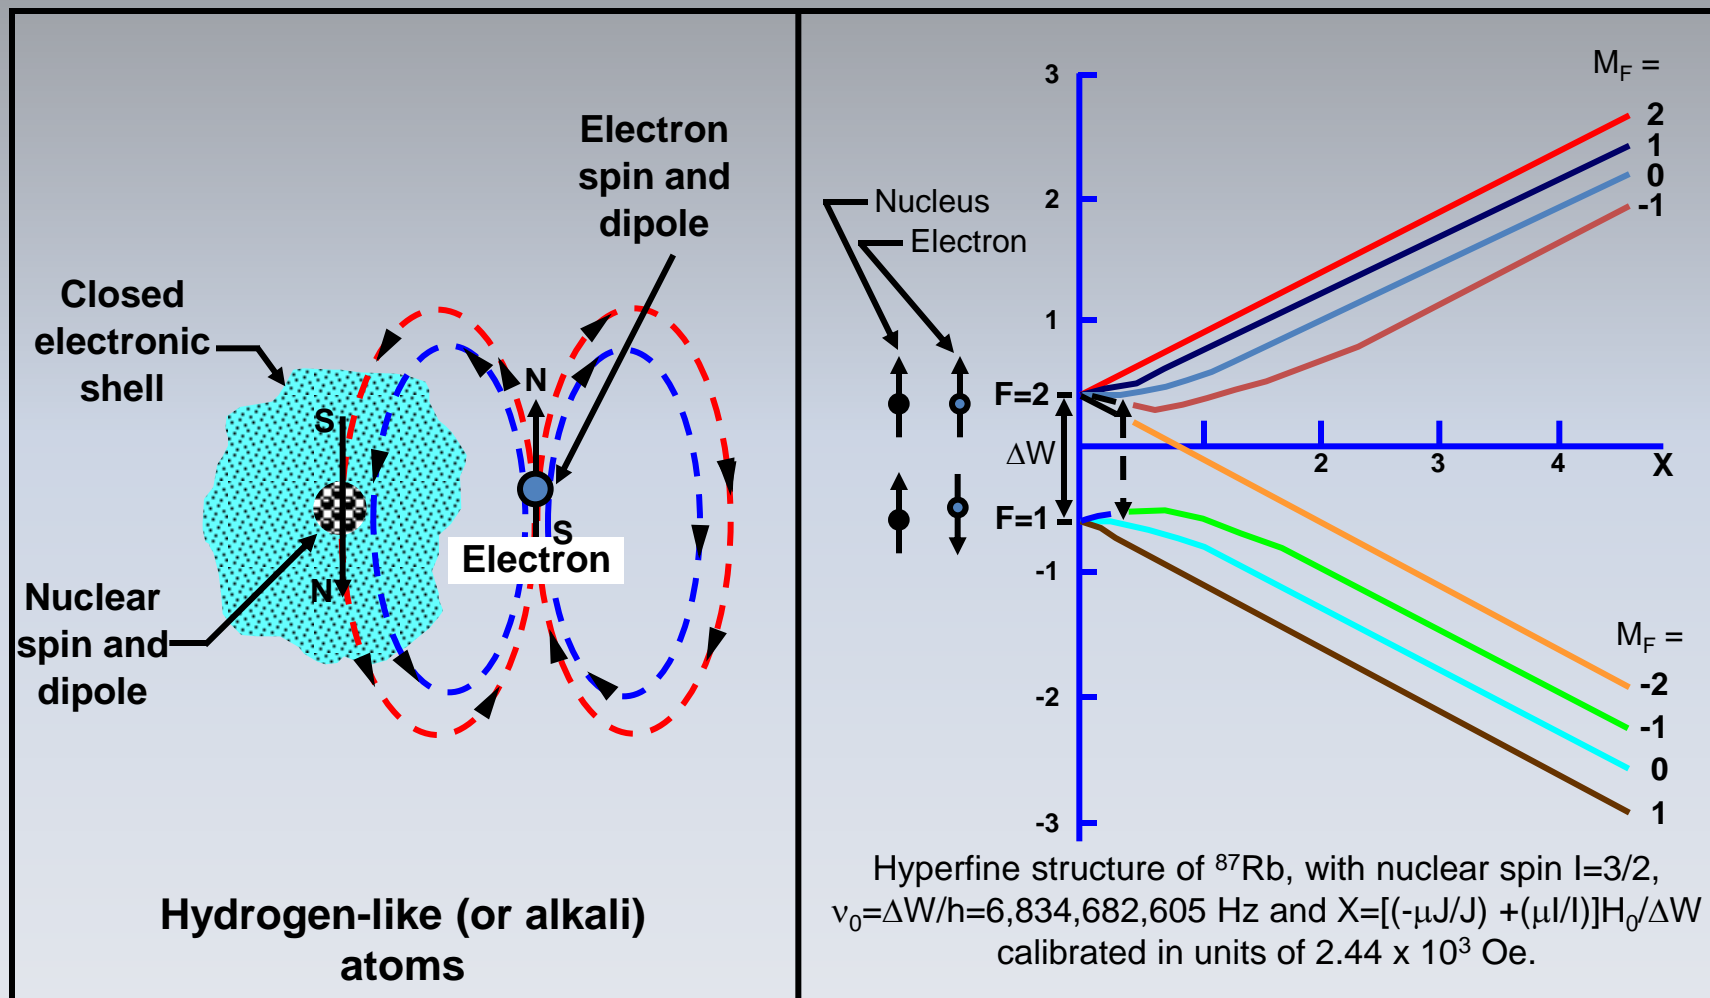 Electron
spin and
dipole
Closed
electronic
shell
N
S
S
N
Electron
Nuclear
spin and
dipole
Hydrogen-like (or alkali)
atoms
M_F =
3
2
1
2
1
0
-1
Nucleus
Electron
F=2
ΔW
F=1
2
3
4
X
-1
-2
-3
M_F =
-2
-1
0
1
Hyperfine structure of ⁸⁷Rb, with nuclear spin I=3/2,
ν₀=ΔW/h=6,834,682,605 Hz and X=[(-μJ/J) +(μI/I)]H₀/ΔW
calibrated in units of 2.44 x 10³ Oe.